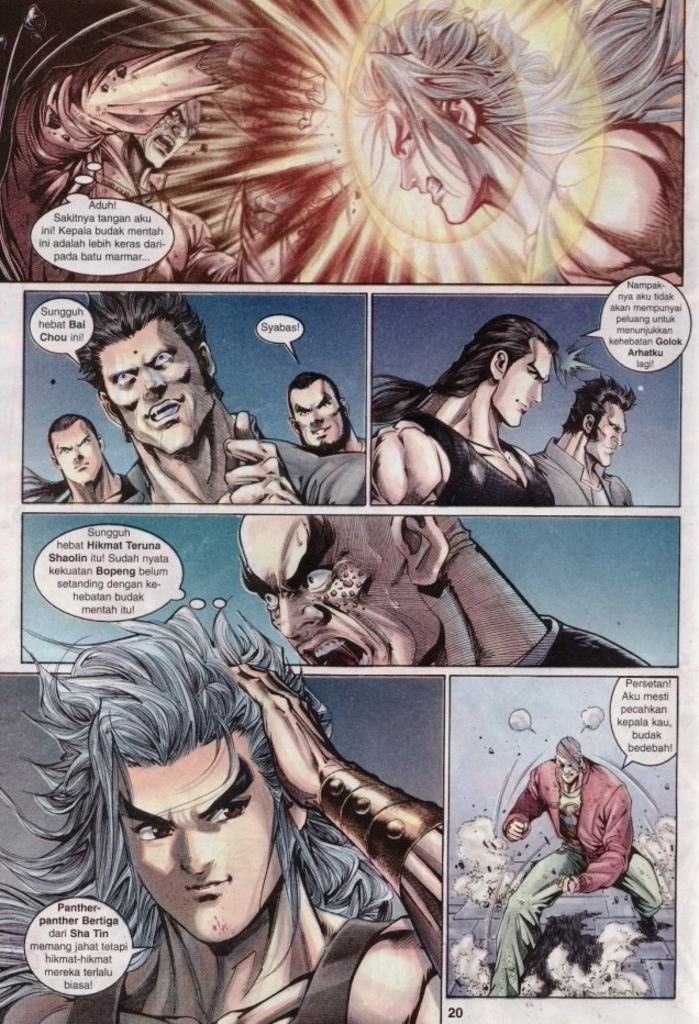 Aduh!
Sakitnya tangan aku
ini! Kepala budak mentah
ini adalah lebih keras dari-
pada batu marmar...
Sungguh
hebat Bai
Chou ini!
Syabas!
Nampak-
nya aku tidak
akan mempunyai
peluang untuk
menunjukkan
kehebatan Golok
Arhatku
lagi!
Sungguh
hebat Hikmat Teruna
Shaolin itu! Sudah nyata
kekuatan Bopeng belum
setanding dengan ke-
hebatan budak
mentah itu!
Panther-
panther Bertiga
dari Sha Tin
memang jahat tetapi
hikmat-hikmat
mereka terlalu
biasa!
Persetan!
Aku mesti
pecahkan
kepala kau,
budak
bedebah!
20